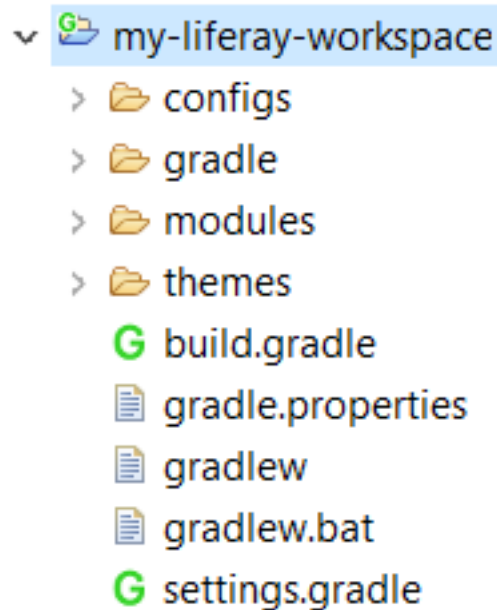 my-liferay-workspace
configs
gradle
modules
themes
G build.gradle
gradle.properties
gradlew
gradlew.bat
G settings.gradle